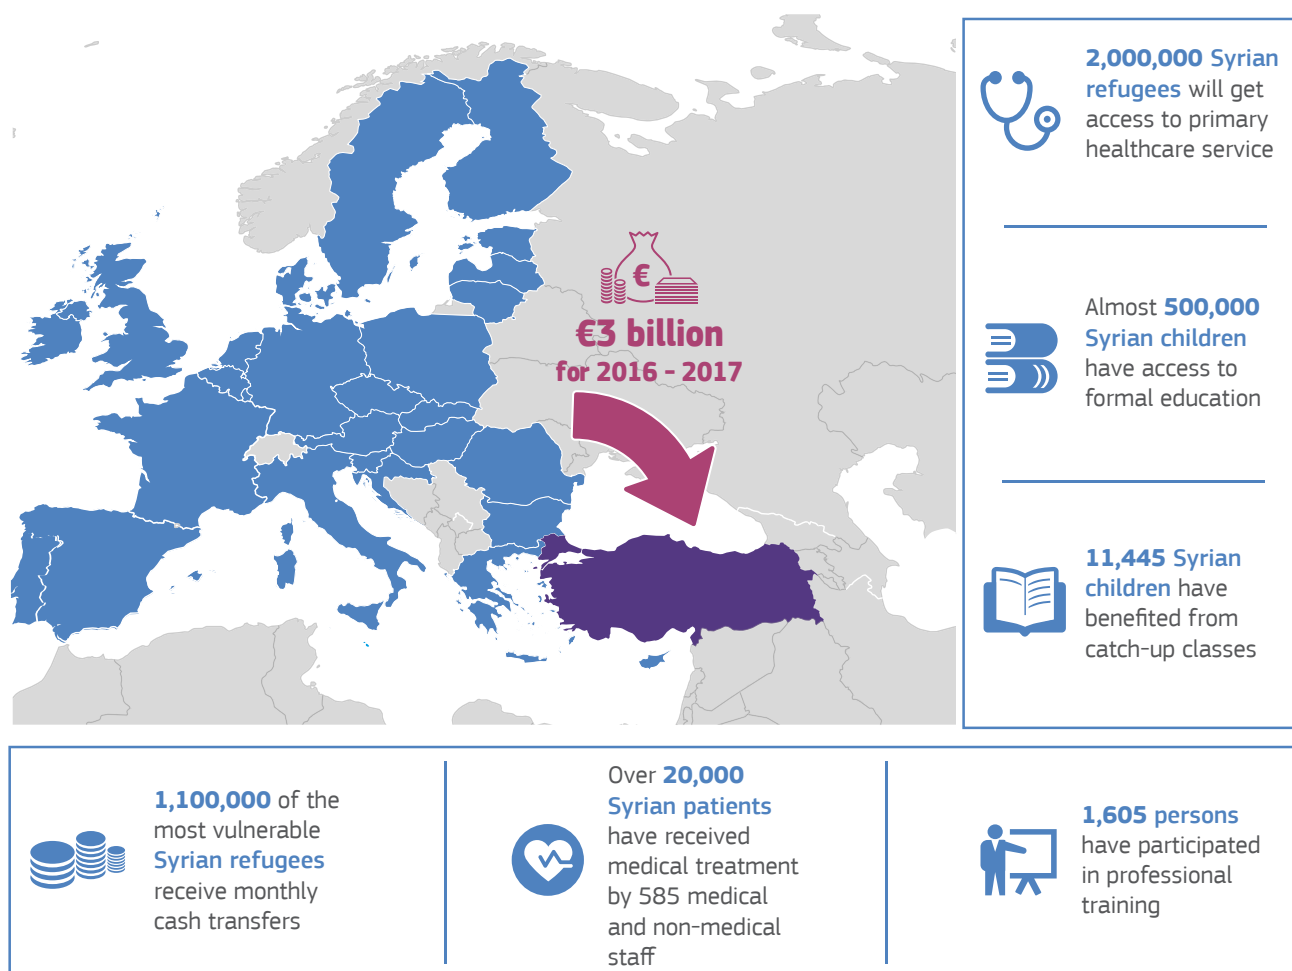 2,000,000 Syrian
refugees will get
access to primary
healthcare service
€
€3 billion
for 2016 - 2017
Almost 500,000
Syrian children
have access to
formal education
11,445 Syrian
children have
benefited from
catch-up classes
1,100,000 of the
most vulnerable
Syrian refugees
receive monthly
cash transfers
Over 20,000
Syrian patients
have received
medical treatment
by 585 medical
and non-medical
staff
1,605 persons
have participated
in professional
training